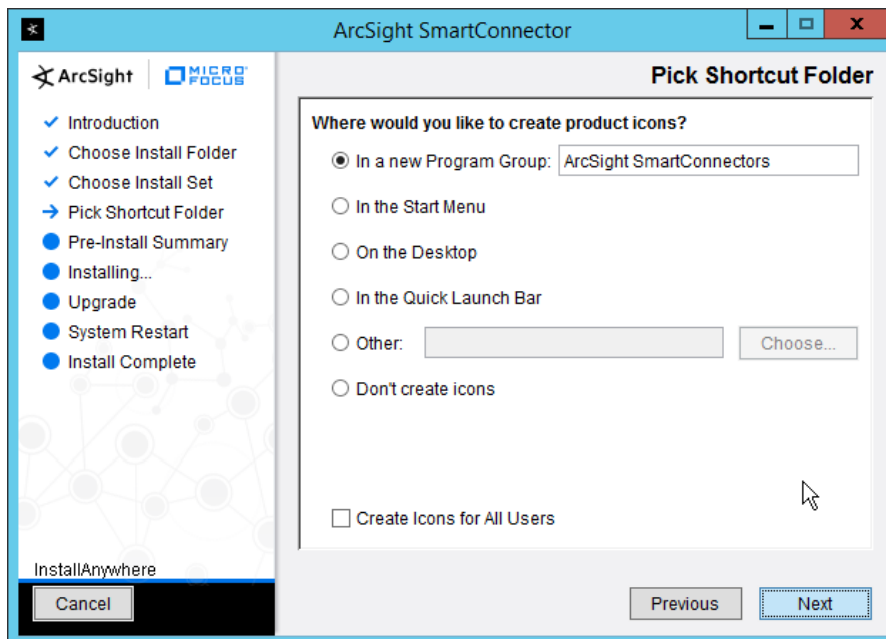 ArcSight SmartConnector
ArcSight MICRO FOCUS
Pick Shortcut Folder
Introduction
Choose Install Folder
Choose Install Set
Pick Shortcut Folder
Pre-Install Summary
Installing...
Upgrade
System Restart
Install Complete
Where would you like to create product icons?
In a new Program Group: ArcSight SmartConnectors
In the Start Menu
On the Desktop
In the Quick Launch Bar
Other: Choose...
Don't create icons
Create Icons for All Users
InstallAnywhere
Cancel Previous Next